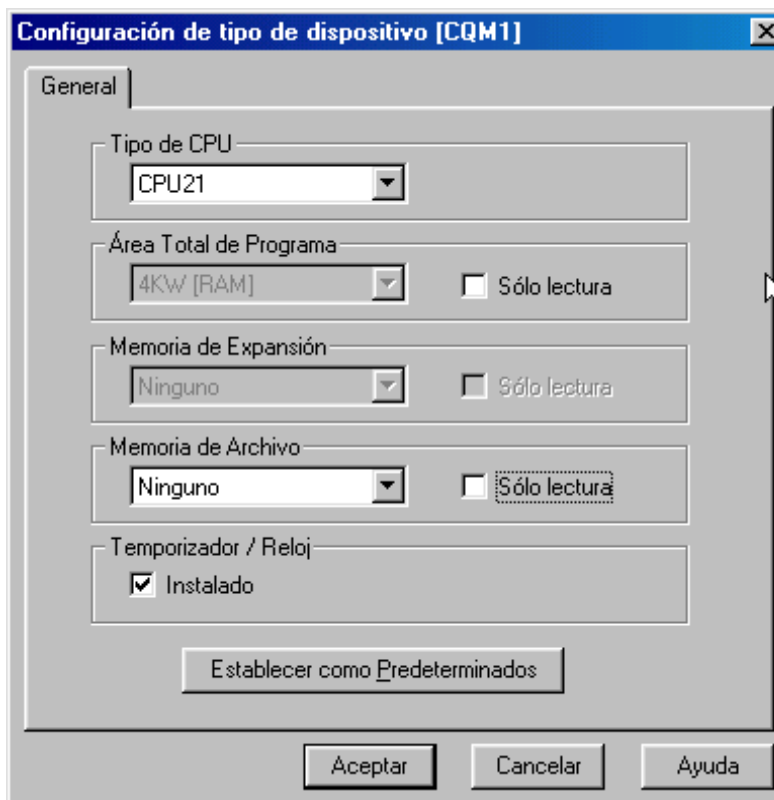 Configuración de tipo de dispositivo [CQM1]
General
Tipo de CPU
CPU21
Área Total de Programa
4KW [RAM]
Sólo lectura
Memoria de Expansión
Ninguno
Sólo lectura
Memoria de Archivo
Ninguno
Sólo lectura
Temporizador / Reloj
Instalado
Establecer como Predeterminados
Aceptar
Cancelar
Ayuda